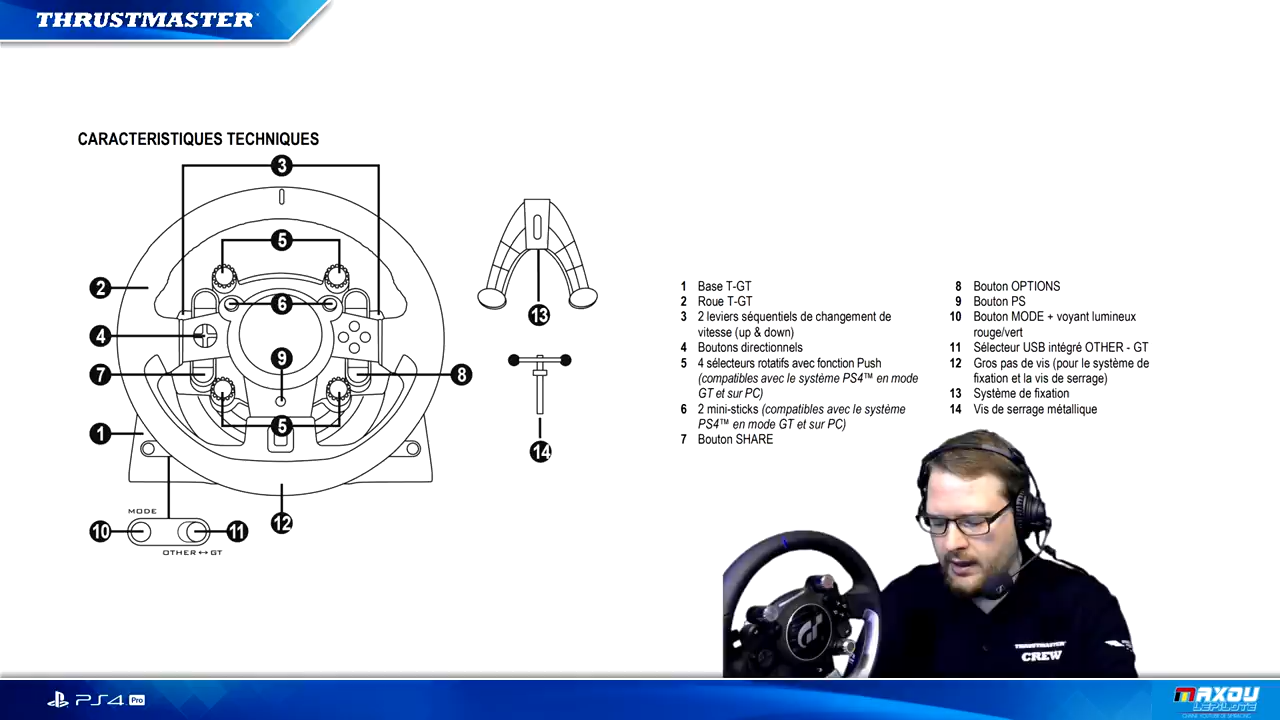 THRUSTMASTER
CARACTERISTIQUES TECHNIQUES
3
5
2
6
13
4
9
7
8
5
1
14
12
MODE
10
11
OTHER↔GT
1 Base T-GT
2 Roue T-GT
3 2 leviers séquentiels de changement de
vitesse (up & down)
4 Boutons directionnels
5 4 sélecteurs rotatifs avec fonction Push
(compatibles avec le système PS4™ en mode
GT et sur PC)
6 2 mini-sticks (compatibles avec le système
PS4™ en mode GT et sur PC)
7 Bouton SHARE
8 Bouton OPTIONS
9 Bouton PS
10 Bouton MODE + voyant lumineux
rouge/vert
11 Sélecteur USB intégré OTHER - GT
12 Gros pas de vis (pour le système de
fixation et la vis de serrage)
13 Système de fixation
14 Vis de serrage métallique
GT
THRUSTMASTER
CREW
PS4 Pro
MAXOU
LEPILOTE